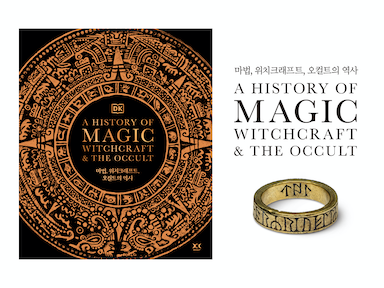 DK
A HISTORY OF
MAGIC
WITCHCRAFT
& THE OCCULT
마법, 위치크래프트,
오컬트의 역사
마법, 위치크래프트, 오컬트의 역사
A HISTORY OF
MAGIC
WITCHCRAFT
& THE OCCULT